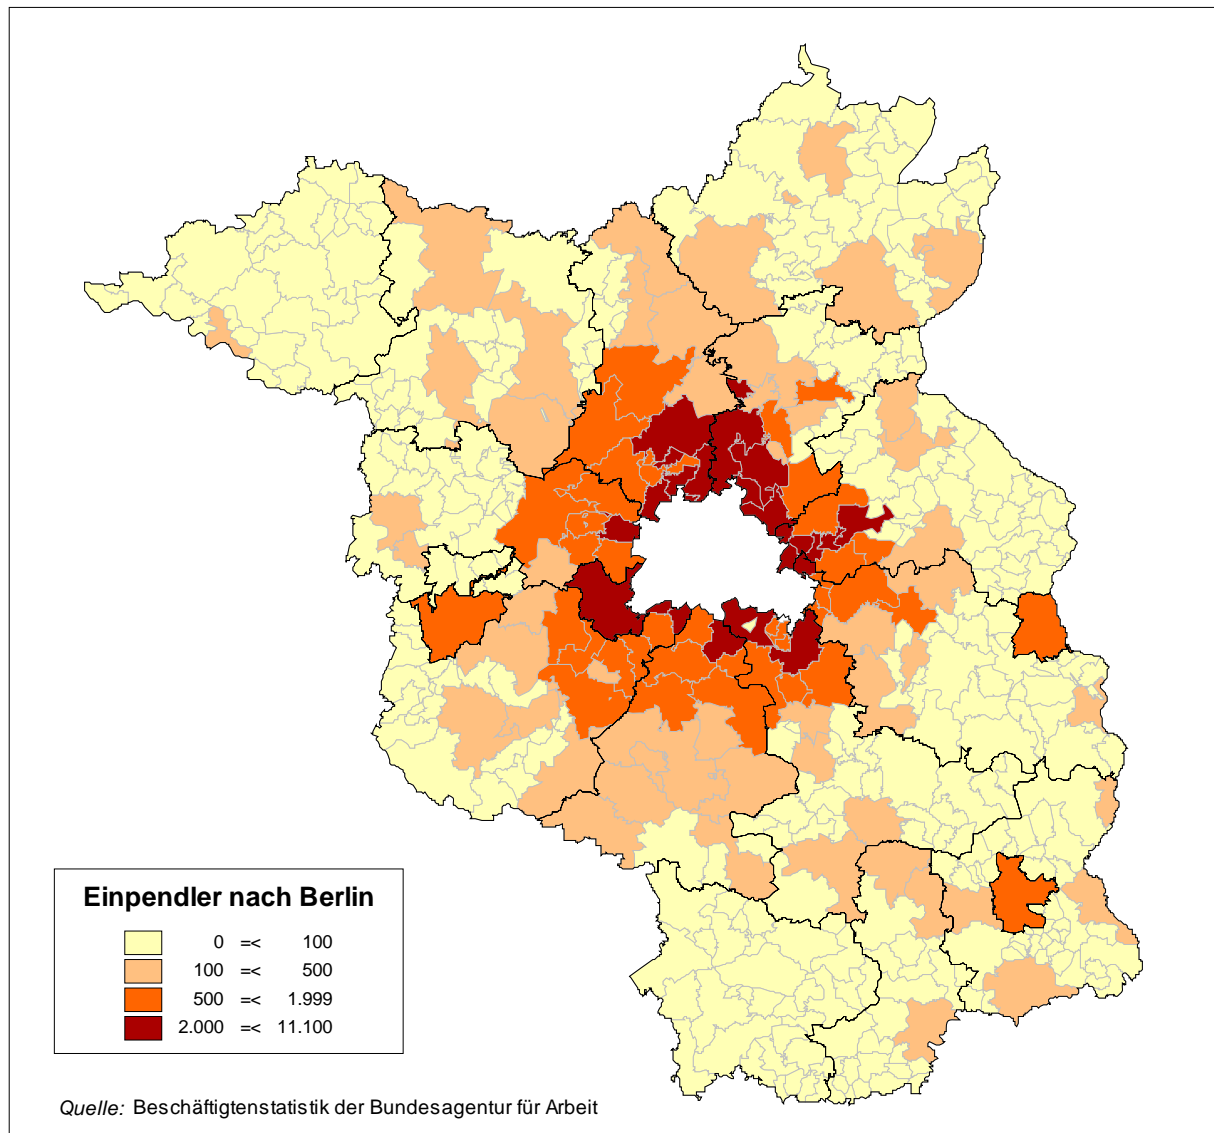 Einpendler nach Berlin
0 =< 100
100 =< 500
500 =< 1.999
2.000 =< 11.100
Quelle: Beschäftigtenstatistik der Bundesagentur für Arbeit